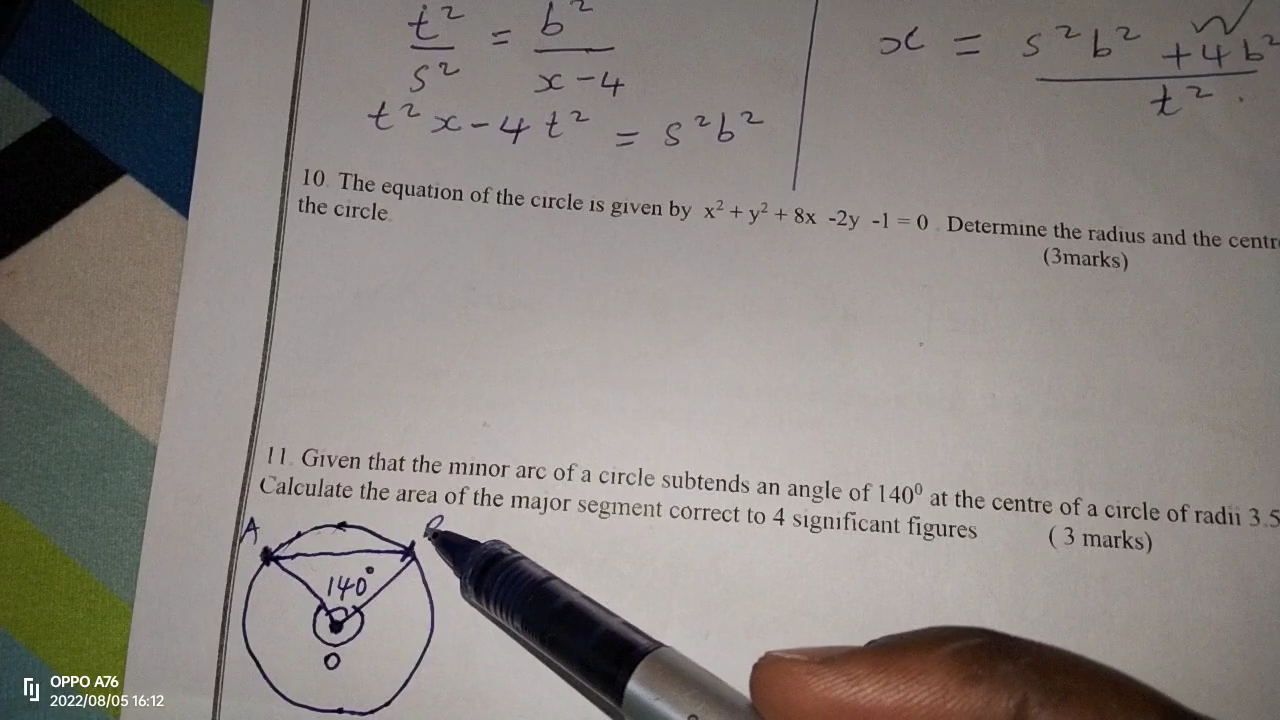 t² / s² = b² / x - 4
x = s²b² + 4b² / t²
t²x - 4t² = s²b²
10. The equation of the circle is given by x² + y² + 8x -2y -1 = 0. Determine the radius and the
the circle
(3marks)
11. Given that the minor arc of a circle subtends an angle of 140⁰ at the centre of a circle of radii 3.5
Calculate the area of the major segment correct to 4 significant figures ( 3 marks)
A
140°
O
OPPO A76
2022/08/05 16:12